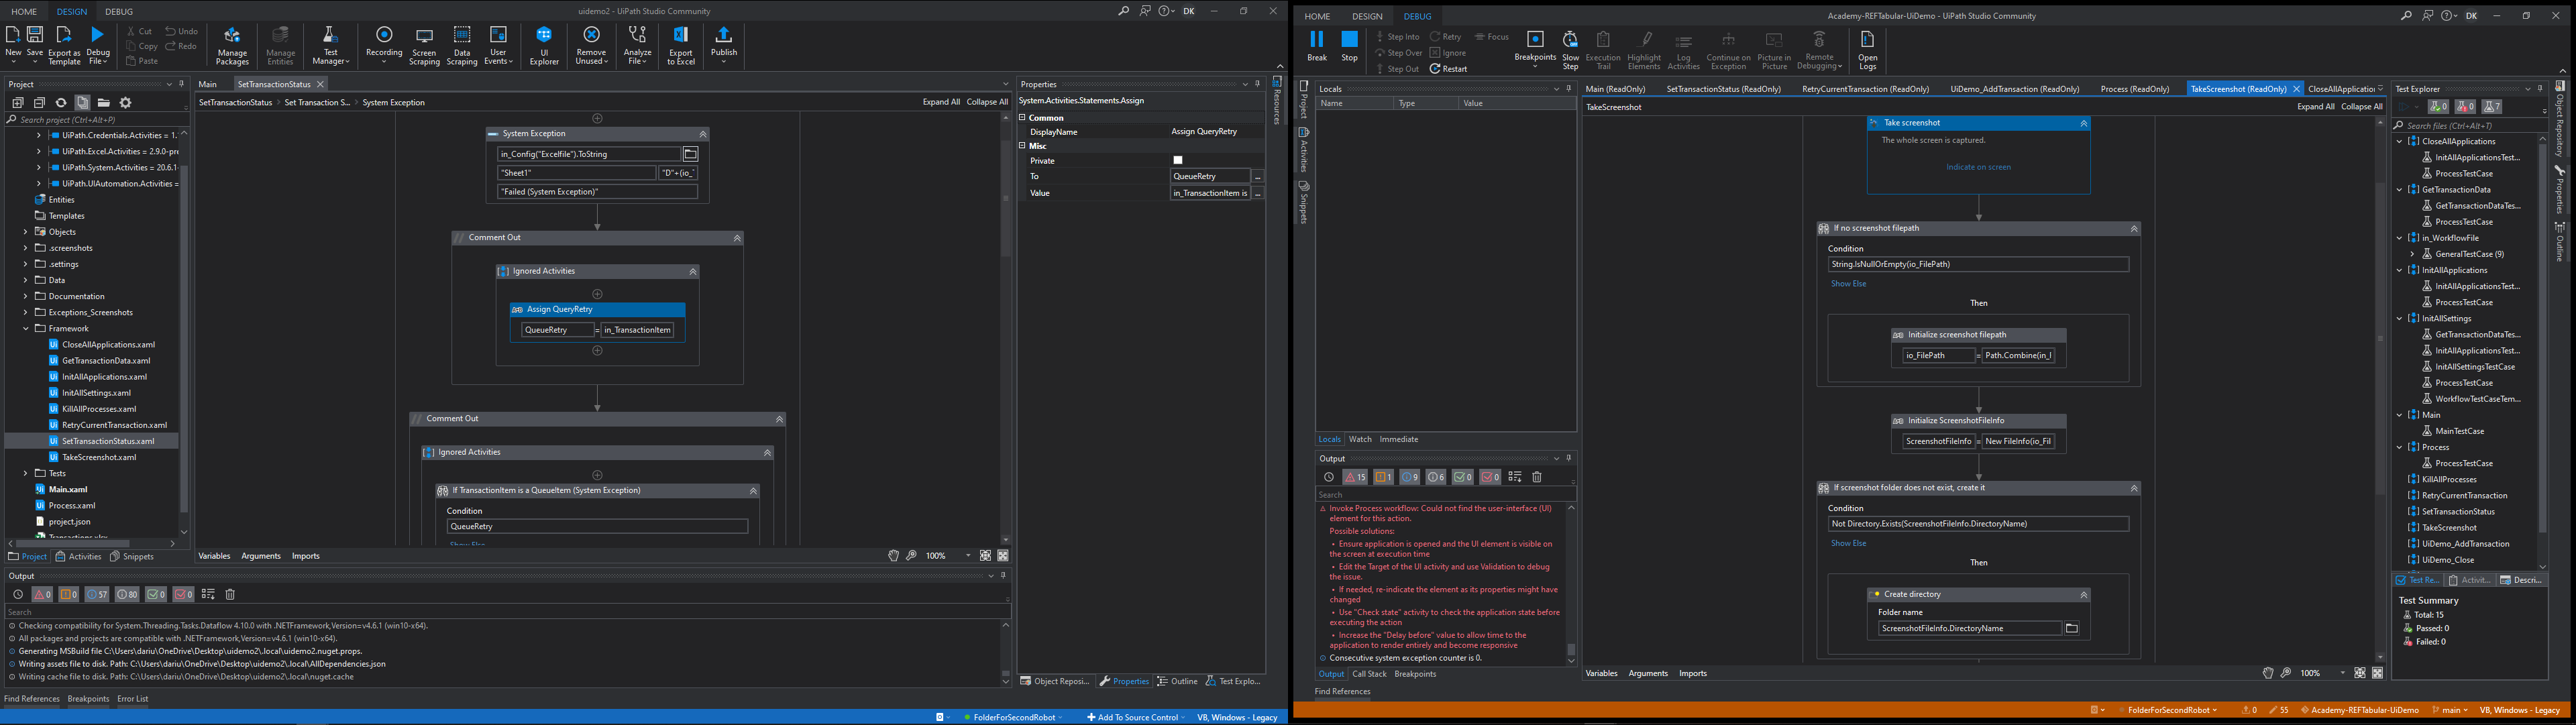 HOME DESIGN DEBUG
uidemo2 - UiPath Studio Community
DK
New Save Export as Template Debug File
Cut Copy Paste
Undo Redo
Manage Packages
Manage Entities
Test Manager
Recording Screen Scraping Data Scraping User Events
UI Explorer
Remove Unused
Analyze File
Export to Excel
Publish
Project
Search project (Ctrl+Alt+P)
UiPath.Credentials.Activities = 1.
UiPath.Excel.Activities = 2.9.0-pre
UiPath.System.Activities = 20.6.1-
UiPath.UIAutomation.Activities =
Entities
Templates
Objects
.screenshots
.settings
Data
Documentation
Exceptions_Screenshots
Framework
CloseAllApplications.xaml
GetTransactionData.xaml
InitAllApplications.xaml
InitAllSettings.xaml
KillAllProcesses.xaml
RetryCurrentTransaction.xaml
SetTransactionStatus.xaml
TakeScreenshot.xaml
Tests
Main.xaml
Process.xaml
project.json
Project Activities Snippets
Main SetTransactionStatus
SetTransactionStatus > Set Transaction S... > System Exception
Expand All Collapse All
System Exception
in_Config("Excelfile").ToString
"Sheet1" "D"+(io_
"Failed (System Exception)"
Comment Out
Ignored Activities
Assign QueryRetry
QueueRetry = in_TransactionItem
Comment Out
Ignored Activities
If TransactionItem is a QueueItem (System Exception)
Condition
QueueRetry
Show Else
Variables Arguments Imports
100%
Properties
System.Activities.Statements.Assign
Common
DisplayName Assign QueryRetry
Misc
Private
To QueueRetry ...
Value in_TransactionItem is ...
Resources
Object Reposi... Properties Outline Test Explo...
Output
0 0 57 80 0 0
Search
Checking compatibility for System.Threading.Tasks.Dataflow 4.10.0 with .NETFramework,Version=v4.6.1 (win10-x64).
All packages and projects are compatible with .NETFramework,Version=v4.6.1 (win10-x64).
Generating MSBuild file C:\Users\dariu\OneDrive\Desktop\uidemo2\.local\uidemo2.nuget.props.
Writing assets file to disk. Path: C:\Users\dariu\OneDrive\Desktop\uidemo2\.local\AllDependencies.json
Writing cache file to disk. Path: C:\Users\dariu\OneDrive\Desktop\uidemo2\.local\nuget.cache
Find References Breakpoints Error List
FolderForSecondRobot
Add To Source Control
VB, Windows - Legacy
HOME DESIGN DEBUG
Academy-REFTabular-UiDemo - UiPath Studio Community
DK
Break Stop
Step Into Step Over Step Out
Retry Ignore Restart
Focus
Breakpoints Slow Step Execution Trail Highlight Elements Log Activities Continue on Exception Picture in Picture Remote Debugging
Open Logs
Project
Activities
Snippets
Locals
Name Type Value
Locals Watch Immediate
Output
15 1 9 6 0 0
Search
Invoke Process workflow: Could not find the user-interface (UI)
element for this action.
Possible solutions:
• Ensure application is opened and the UI element is visible on
the screen at execution time
• Edit the Target of the UI activity and use Validation to debug
the issue.
• If needed, re-indicate the element as its properties might have
changed
• Use "Check state" activity to check the application state before
executing the action
• Increase the "Delay before" value to allow time to the
application to render entirely and become responsive
Consecutive system exception counter is 0.
Output Call Stack Breakpoints
Find References
Main (ReadOnly) SetTransactionStatus (ReadOnly) RetryCurrentTransaction (ReadOnly) UiDemo_AddTransaction (ReadOnly) Process (ReadOnly) TakeScreenshot (ReadOnly) CloseAllApplication
TakeScreenshot
Expand All Collapse All
Take screenshot
The whole screen is captured.
Indicate on screen
If no screenshot filepath
Condition
String.IsNullOrEmpty(io_FilePath)
Show Else
Then
Initialize screenshot filepath
io_FilePath = Path.Combine(in_
Initialize ScreenshotFileInfo
ScreenshotFileInfo = New FileInfo(io_Fil
If screenshot folder does not exist, create it
Condition
Not Directory.Exists(ScreenshotFileInfo.DirectoryName)
Show Else
Then
Create directory
Folder name
ScreenshotFileInfo.DirectoryName
Variables Arguments Imports
100%
Test Explorer
0 0 7
Search files (Ctrl+Alt+T)
CloseAllApplications
InitAllApplicationsTest...
ProcessTestCase
GetTransactionData
GetTransactionDataTes...
ProcessTestCase
in_WorkflowFile
GeneralTestCase (9)
InitAllApplications
InitAllApplicationsTest...
ProcessTestCase
InitAllSettings
GetTransactionDataTes...
InitAllApplicationsTest...
InitAllSettingsTestCase
ProcessTestCase
WorkflowTestCaseTem...
Main
MainTestCase
Process
ProcessTestCase
KillAllProcesses
RetryCurrentTransaction
SetTransactionStatus
TakeScreenshot
UiDemo_AddTransaction
UiDemo_Close
Test Re... Activit... Descri...
Test Summary
Total: 15
Passed: 0
Failed: 0
Object Repository
Properties
Outline
FolderForSecondRobot
0 55
Academy-REFTabular-UiDemo
main
VB, Windows - Legacy